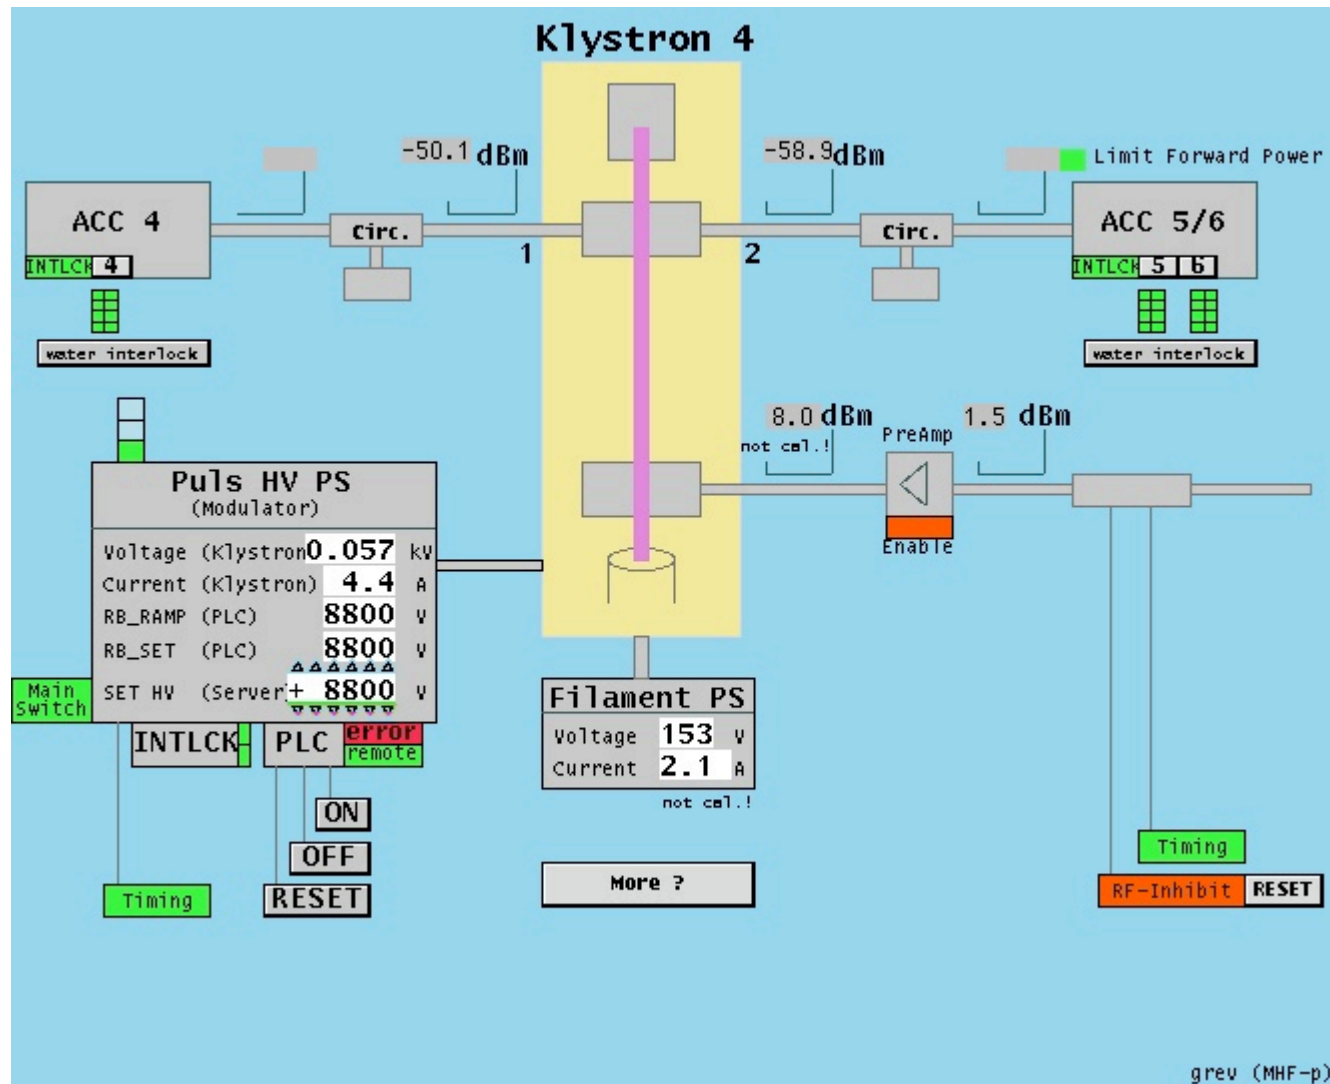 Klystron 4
-50.1 dBm
-58.9 dBm
Limit Forward Power
ACC 4
Circ.
1
2
Circ.
ACC 5/6
INTLCK 4
INTLCK 5 6
water interlock
water interlock
8.0 dBm
not cal.!
PreAmp
1.5 dBm
Enable
Puls HV PS
(Modulator)
Voltage (Klystron 0.057 kV
Current (Klystron) 4.4 A
RB_RAMP (PLC) 8800 V
RB_SET (PLC) 8800 V
SET HV (Server) + 8800 V
Main
Switch
INTLCK
PLC
error
remote
ON
OFF
RESET
Timing
Filament PS
Voltage 153 V
Current 2.1 A
not cal.!
More ?
Timing
RF-Inhibit RESET
grev (MHF-p)